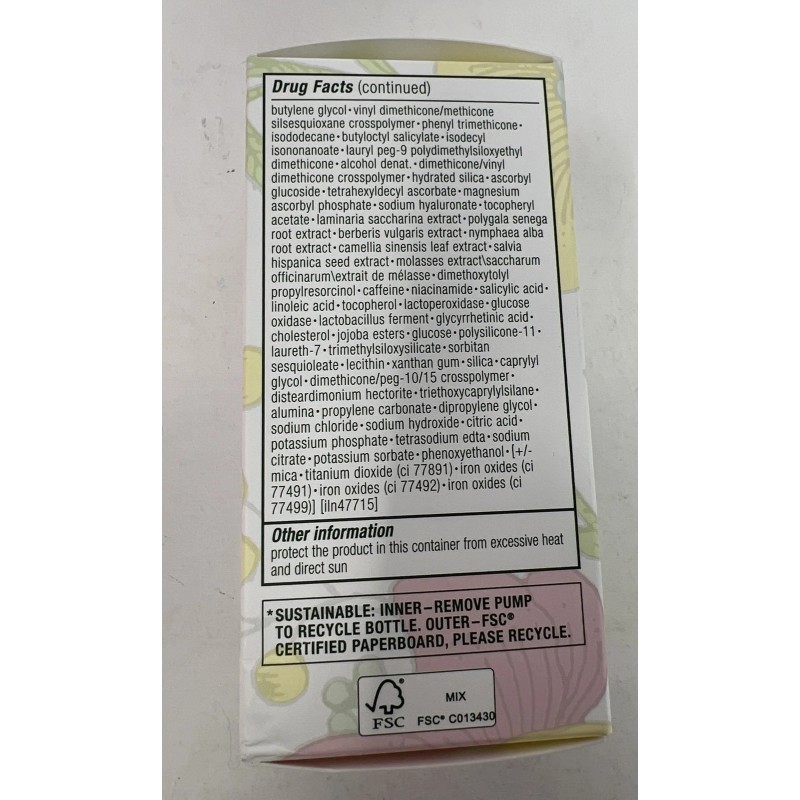 Drug Facts (continued)
butylene glycol • vinyl dimethicone/methicone
silsesquioxane crosspolymer • phenyl trimethicone •
isododecane • butyloctyl salicylate • isodecyl
isononanoate • lauryl peg-9 polydimethylsiloxyethyl
dimethicone • alcohol denat. • dimethicone/vinyl
dimethicone crosspolymer • hydrated silica • ascorbyl
glucoside • tetrahexyldecyl ascorbate • magnesium
ascorbyl phosphate • sodium hyaluronate • tocopheryl
acetate • laminaria saccharina extract • polygala senega
root extract • berberis vulgaris extract • nymphaea alba
root extract • camellia sinensis leaf extract • salvia
hispanica seed extract • molasses extract\saccharum
officinarum\extrait de mélasse • dimethoxytolyl
propylresorcinol • caffeine • niacinamide • salicylic acid •
linoleic acid • tocopherol • lactoperoxidase • glucose
oxidase • lactobacillus ferment • glycyrrhetinic acid •
cholesterol • jojoba esters • glucose • polysilicone-11 •
laureth-7 • trimethylsiloxysilicate • sorbitan
sesquioleate • lecithin • xanthan gum • silica • caprylyl
glycol • dimethicone/peg-10/15 crosspolymer •
disteardimonium hectorite • triethoxycaprylylsilane •
alumina • propylene carbonate • dipropylene glycol •
sodium chloride • sodium hydroxide • citric acid •
potassium phosphate • tetrasodium edta • sodium
citrate • potassium sorbate • phenoxyethanol • [+/-
mica • titanium dioxide (ci 77891) • iron oxides (ci
77491) • iron oxides (ci 77492) • iron oxides (ci
77499)] [iln47715]
Other information
protect the product in this container from excessive heat
and direct sun
*SUSTAINABLE: INNER–REMOVE PUMP
TO RECYCLE BOTTLE. OUTER–FSC®
CERTIFIED PAPERBOARD, PLEASE RECYCLE.
MIX
FSC FSC® C013430